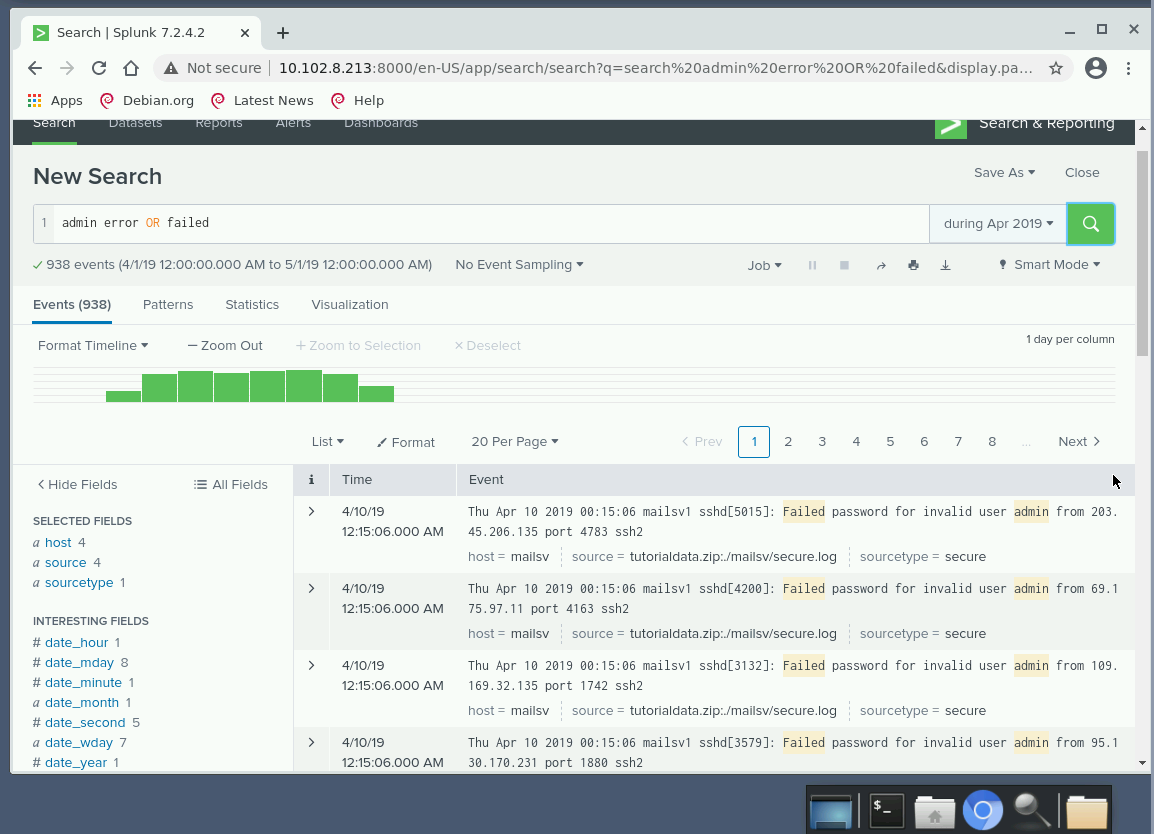 Search | Splunk 7.2.4.2
Not secure | 10.102.8.213:8000/en-US/app/search/search?q=search%20admin%20error%20OR%20failed&display.pa...
Apps Debian.org Latest News Help
Search Datasets Reports Alerts Dashboards Search & Reporting
New Search Save As Close
1 admin error OR failed during Apr 2019
938 events (4/1/19 12:00:00.000 AM to 5/1/19 12:00:00.000 AM) No Event Sampling Job Smart Mode
Events (938) Patterns Statistics Visualization
Format Timeline — Zoom Out + Zoom to Selection × Deselect 1 day per column
List Format 20 Per Page < Prev 1 2 3 4 5 6 7 8 ... Next >
< Hide Fields All Fields
SELECTED FIELDS
a host 4
a source 4
a sourcetype 1
INTERESTING FIELDS
# date_hour 1
# date_mday 8
# date_minute 1
a date_month 1
# date_second 5
a date_wday 7
# date_year 1
i Time Event
> 4/10/19 Thu Apr 10 2019 00:15:06 mailsv1 sshd[5015]: Failed password for invalid user admin from 203.
12:15:06.000 AM 45.206.135 port 4783 ssh2
host = mailsv source = tutorialdata.zip:./mailsv/secure.log sourcetype = secure
> 4/10/19 Thu Apr 10 2019 00:15:06 mailsv1 sshd[4200]: Failed password for invalid user admin from 69.1
12:15:06.000 AM 75.97.11 port 4163 ssh2
host = mailsv source = tutorialdata.zip:./mailsv/secure.log sourcetype = secure
> 4/10/19 Thu Apr 10 2019 00:15:06 mailsv1 sshd[3132]: Failed password for invalid user admin from 109.
12:15:06.000 AM 169.32.135 port 1742 ssh2
host = mailsv source = tutorialdata.zip:./mailsv/secure.log sourcetype = secure
> 4/10/19 Thu Apr 10 2019 00:15:06 mailsv1 sshd[3579]: Failed password for invalid user admin from 95.1
12:15:06.000 AM 30.170.231 port 1880 ssh2
$_